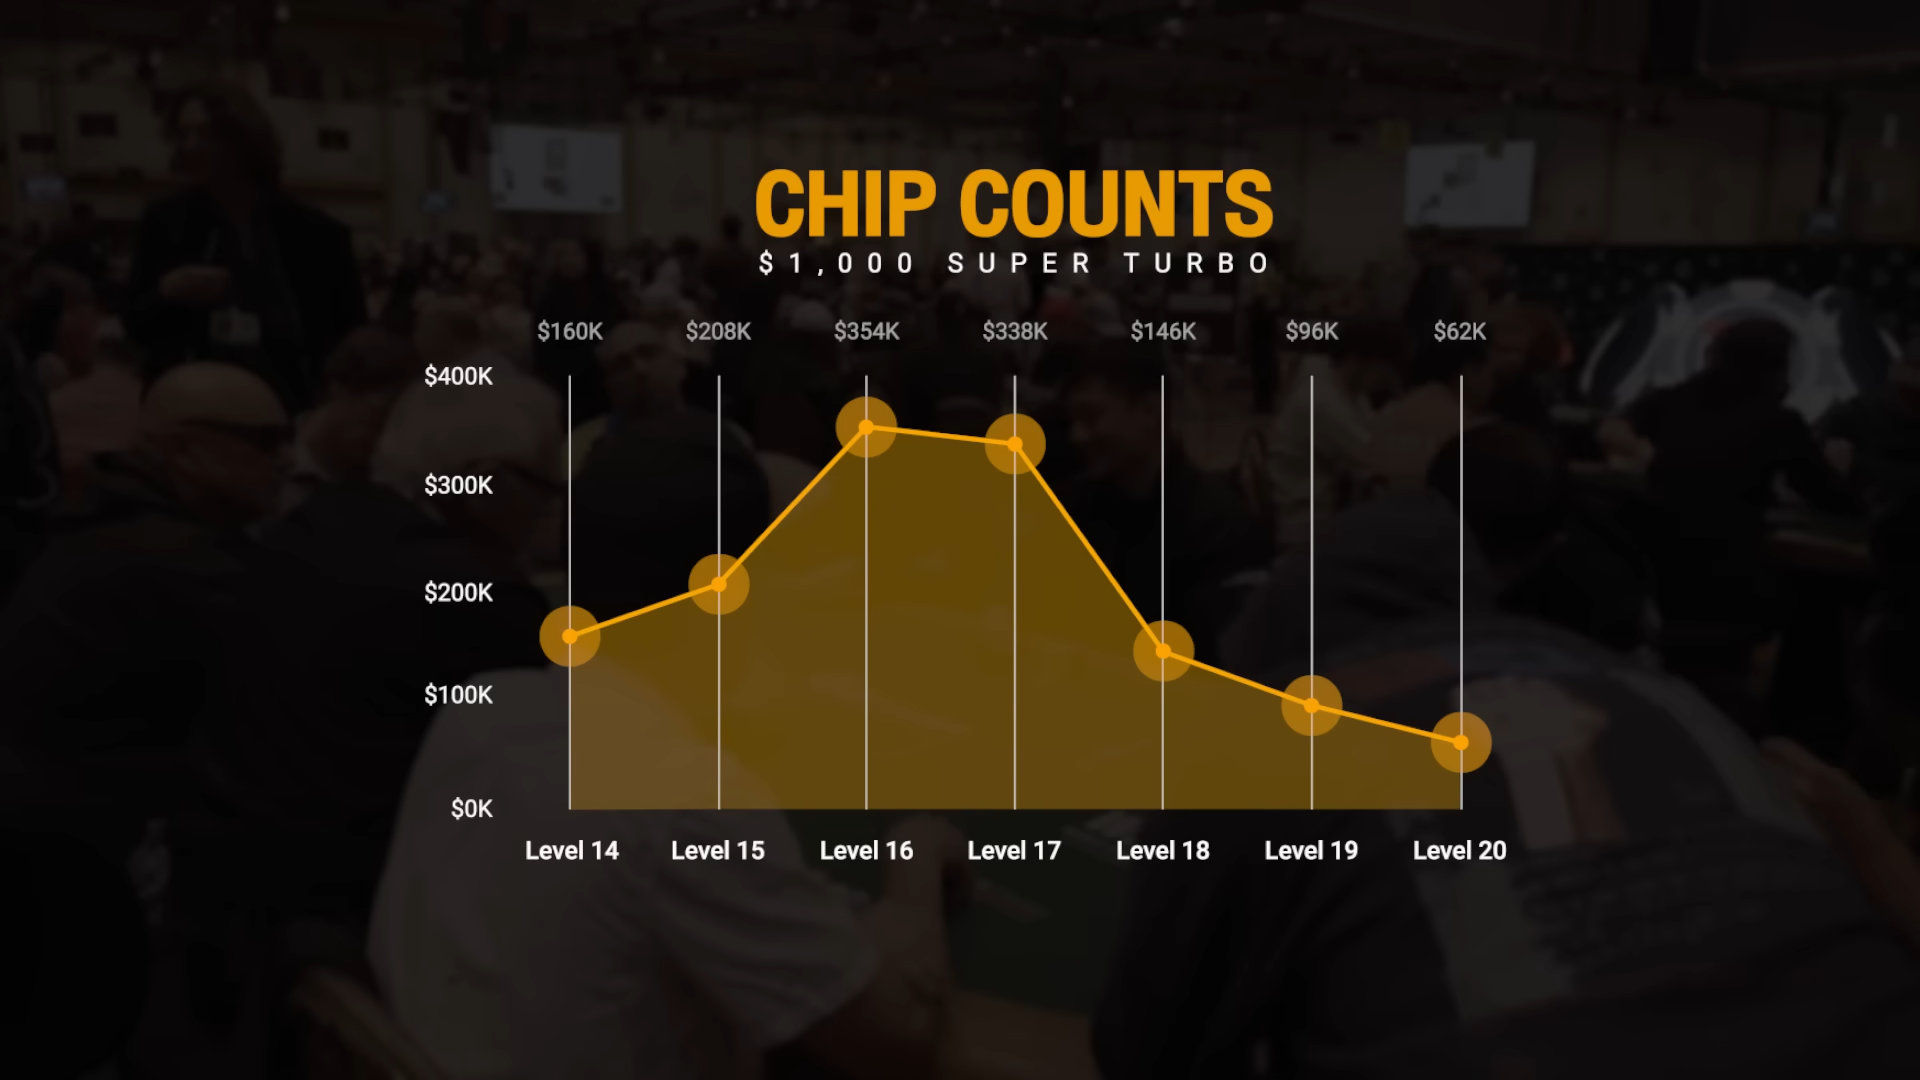 CHIP COUNTS
$1,000 SUPER TURBO
$160K $208K $354K $338K $146K $96K $62K
$400K
$300K
$200K
$100K
$0K
Level 14 Level 15 Level 16 Level 17 Level 18 Level 19 Level 20